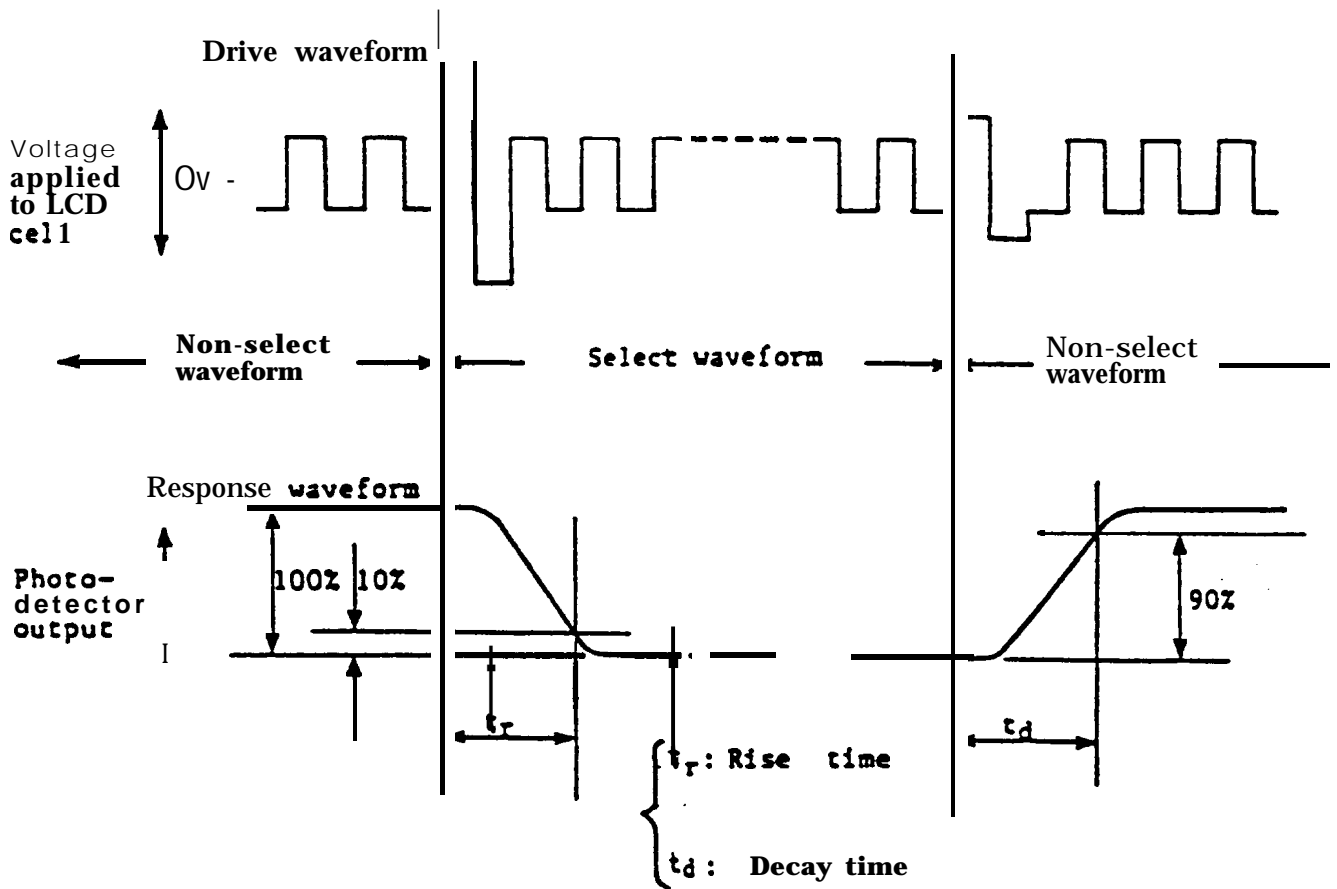 Drive waveform
Voltage
applied
to LCD
cell
Ov -
Non-select
waveform
Select waveform
Non-select
waveform
Response waveform
Photo-
detector
output
100%
10%
90%
tr
td
tr: Rise time
td: Decay time